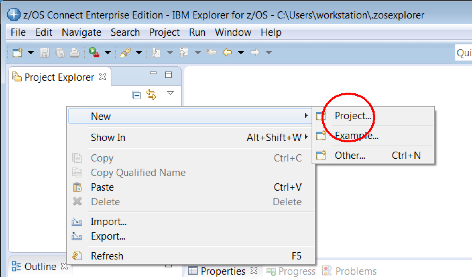 z/OS Connect Enterprise Edition - IBM Explorer for z/OS - C:\Users\workstation\.zosexplorer
File Edit Navigate Search Project Run Window Help
Project Explorer
New
Project...
Show In Alt+Shift+W
Example...
Copy Ctrl+C
Other... Ctrl+N
Copy Qualified Name
Paste Ctrl+V
Delete Delete
Import...
Export...
Refresh F5
Outline
Properties Progress Problems